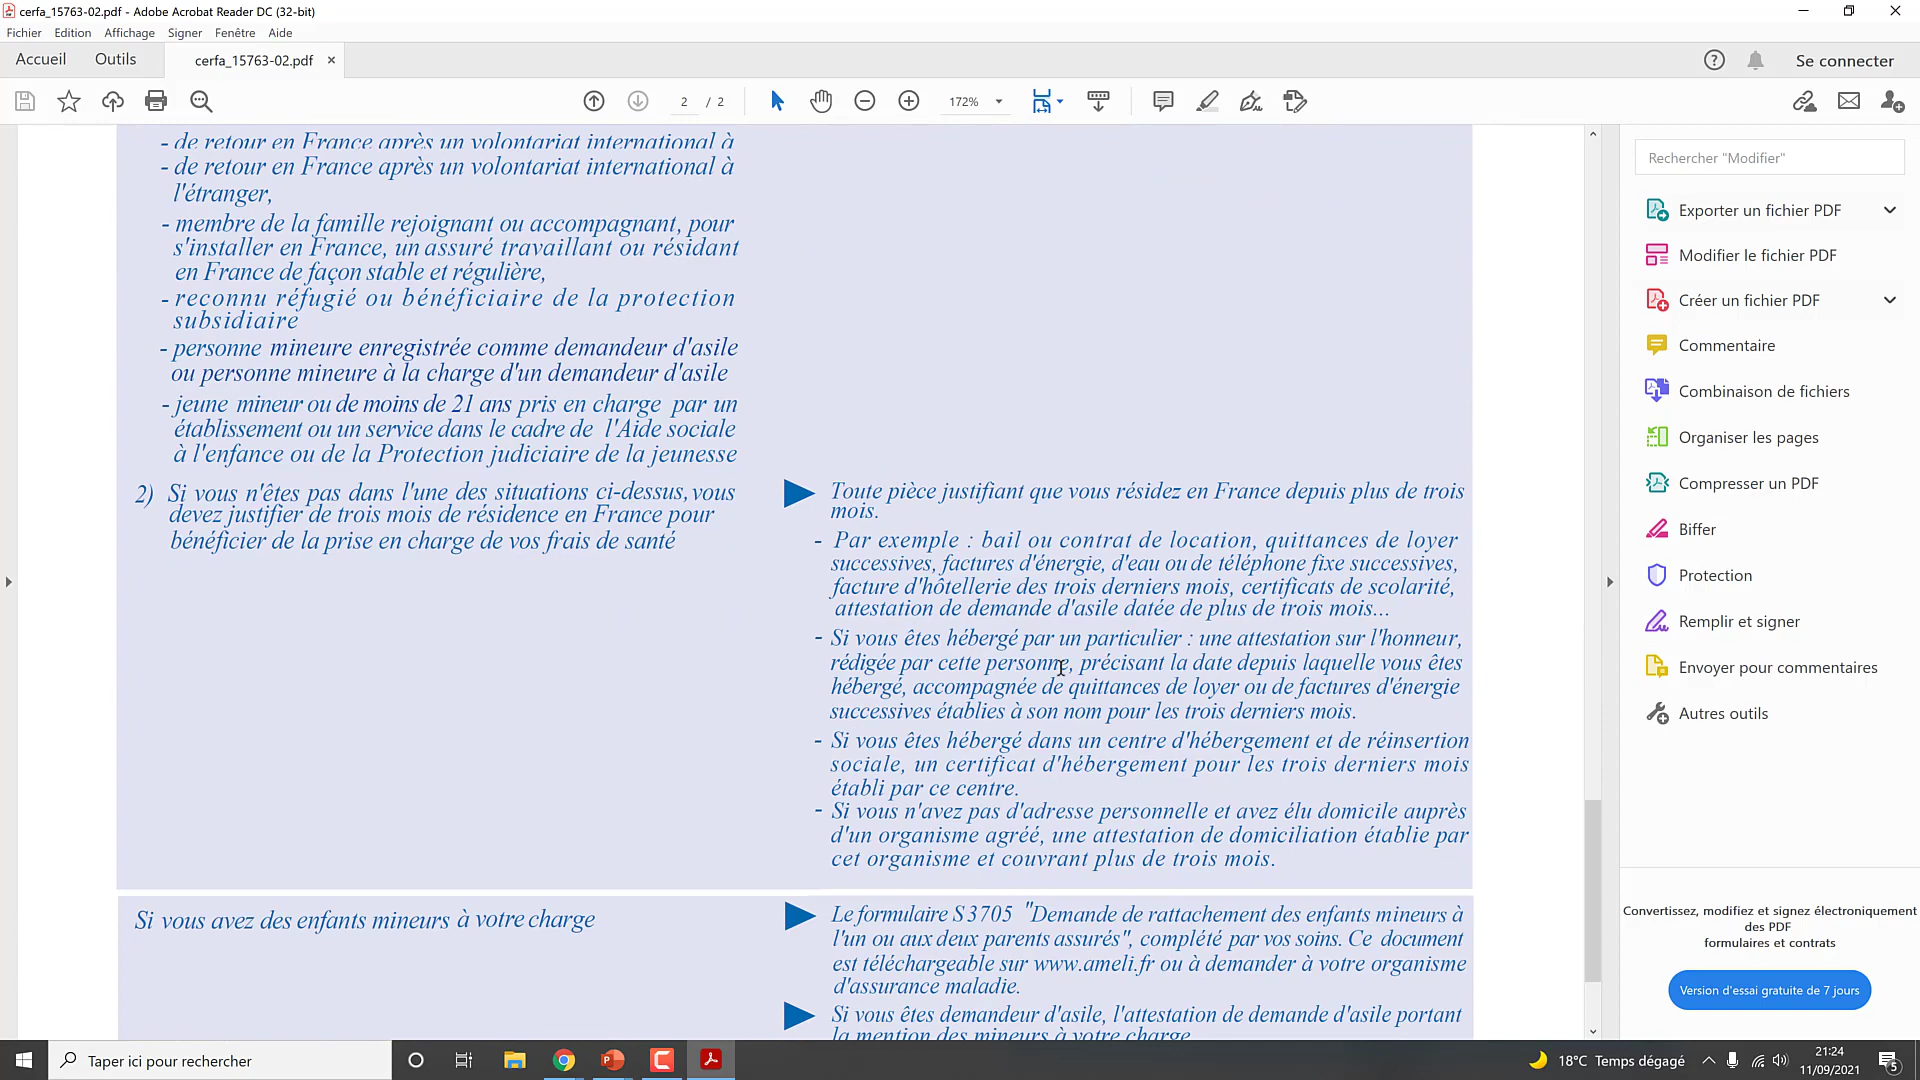 cerfa_15763-02.pdf - Adobe Acrobat Reader DC (32-bit)
Fichier Edition Affichage Signer Fenêtre Aide
Accueil Outils cerfa_15763-02.pdf × Se connecter
2 / 2 172%
- de retour en France après un volontariat international à
- de retour en France après un volontariat international à
l'étranger,
- membre de la famille rejoignant ou accompagnant, pour
s'installer en France, un assuré travaillant ou résidant
en France de façon stable et régulière,
- reconnu réfugié ou bénéficiaire de la protection
subsidiaire
- personne mineure enregistrée comme demandeur d'asile
ou personne mineure à la charge d'un demandeur d'asile
- jeune mineur ou de moins de 21 ans pris en charge par un
établissement ou un service dans le cadre de l'Aide sociale
à l'enfance ou de la Protection judiciaire de la jeunesse
2) Si vous n'êtes pas dans l'une des situations ci-dessus, vous
devez justifier de trois mois de résidence en France pour
bénéficier de la prise en charge de vos frais de santé
Toute pièce justifiant que vous résidez en France depuis plus de trois
mois.
- Par exemple : bail ou contrat de location, quittances de loyer
successives, factures d'énergie, d'eau ou de téléphone fixe successives,
facture d'hôtellerie des trois derniers mois, certificats de scolarité,
attestation de demande d'asile datée de plus de trois mois...
- Si vous êtes hébergé par un particulier : une attestation sur l'honneur,
rédigée par cette personne, précisant la date depuis laquelle vous êtes
hébergé, accompagnée de quittances de loyer ou de factures d'énergie
successives établies à son nom pour les trois derniers mois.
- Si vous êtes hébergé dans un centre d'hébergement et de réinsertion
sociale, un certificat d'hébergement pour les trois derniers mois
établi par ce centre.
- Si vous n'avez pas d'adresse personnelle et avez élu domicile auprès
d'un organisme agréé, une attestation de domiciliation établie par
cet organisme et couvrant plus de trois mois.
Si vous avez des enfants mineurs à votre charge
Le formulaire S 3705 "Demande de rattachement des enfants mineurs à
l'un ou aux deux parents assurés", complété par vos soins. Ce document
est téléchargeable sur www.ameli.fr ou à demander à votre organisme
d'assurance maladie.
Si vous êtes demandeur d'asile, l'attestation de demande d'asile portant
la mention des mineurs à votre charge
Rechercher "Modifier"
Exporter un fichier PDF
Modifier le fichier PDF
Créer un fichier PDF
Commentaire
Combinaison de fichiers
Organiser les pages
Compresser un PDF
Biffer
Protection
Remplir et signer
Envoyer pour commentaires
Autres outils
Convertissez, modifiez et signez électroniquement
des PDF
formulaires et contrats
Version d'essai gratuite de 7 jours
Taper ici pour rechercher
18°C Temps dégagé
21:24
11/09/2021
5